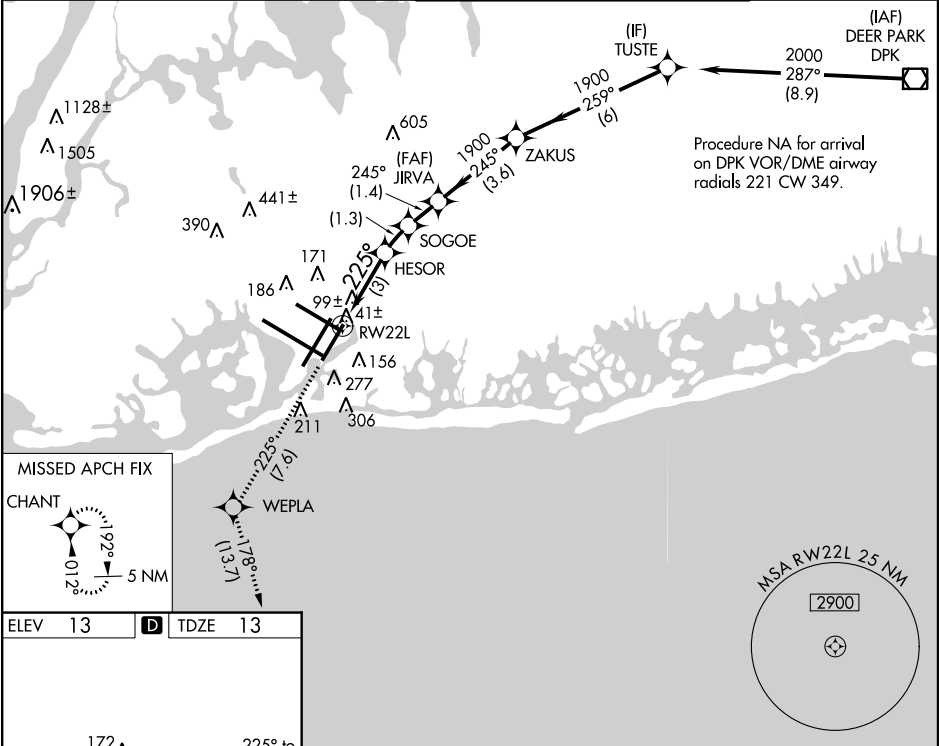 (IAF)
DEER PARK
DPK
2000
287°
(8.9)
(IF)
TUSTE
1900
259°
(6)
ZAKUS
1900
245°
(3.6)
(FAF)
JIRVA
245°
(1.4)
(1.3)
SOGOE
HESOR
225°
(3)
RW22L
Procedure NA for arrival
on DPK VOR/DME airway
radials 221 CW 349.
1128±
1505
1906±
605
441±
390
171
186
99±
41±
156
277
211
306
225°
(7.6)
WEPLA
178°
(13.7)
MISSED APCH FIX
CHANT
192°
012°
5 NM
MSA RW22L 25 NM
2900
ELEV 13
D
TDZE 13
172
225° to